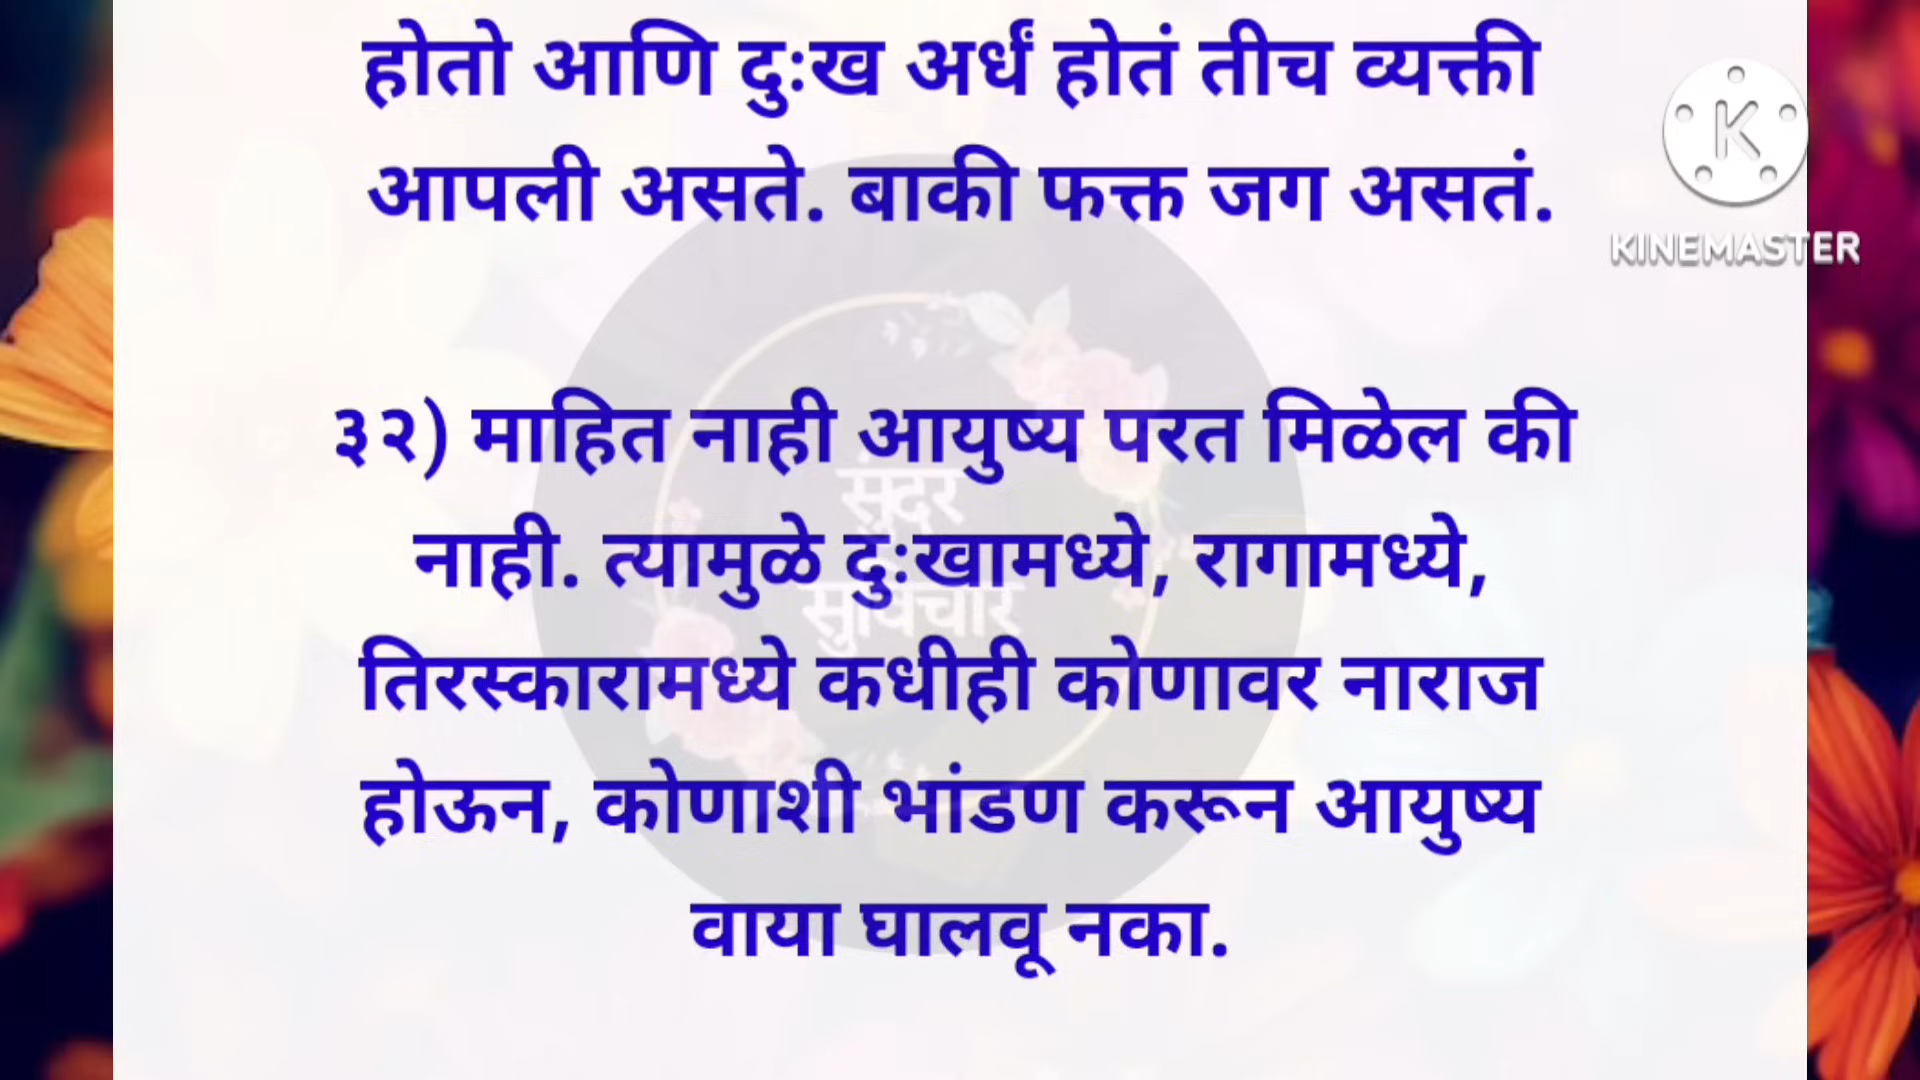 होतो आणि दुःख अर्धं होतं तीच व्यक्ती
आपली असते. बाकी फक्त जग असतं.
KINEMASTER
३२) माहित नाही आयुष्य परत मिळेल की
नाही. त्यामुळे दुःखामध्ये, रागामध्ये,
तिरस्कारामध्ये कधीही कोणावर नाराज
होऊन, कोणाशी भांडण करून आयुष्य
वाया घालवू नका.
सुंदर
सुविचार